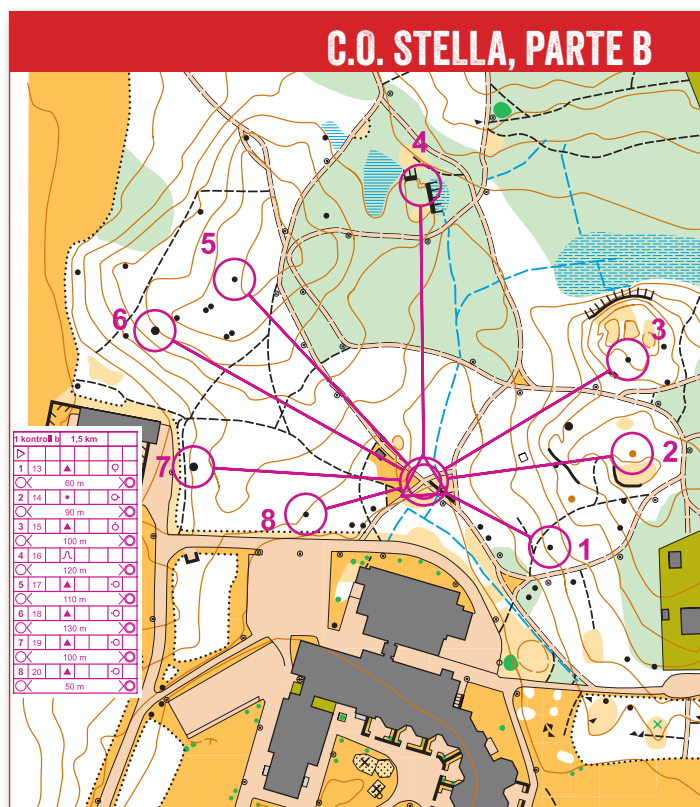 C.O. STELLA, PARTE B
4
5
6
3
2
7
8
1
1 kontroll b 1,5 km
1 13
60 m
2 14
90 m
3 15
100 m
4 16
120 m
5 17
110 m
6 18
130 m
7 19
100 m
8 20
50 m